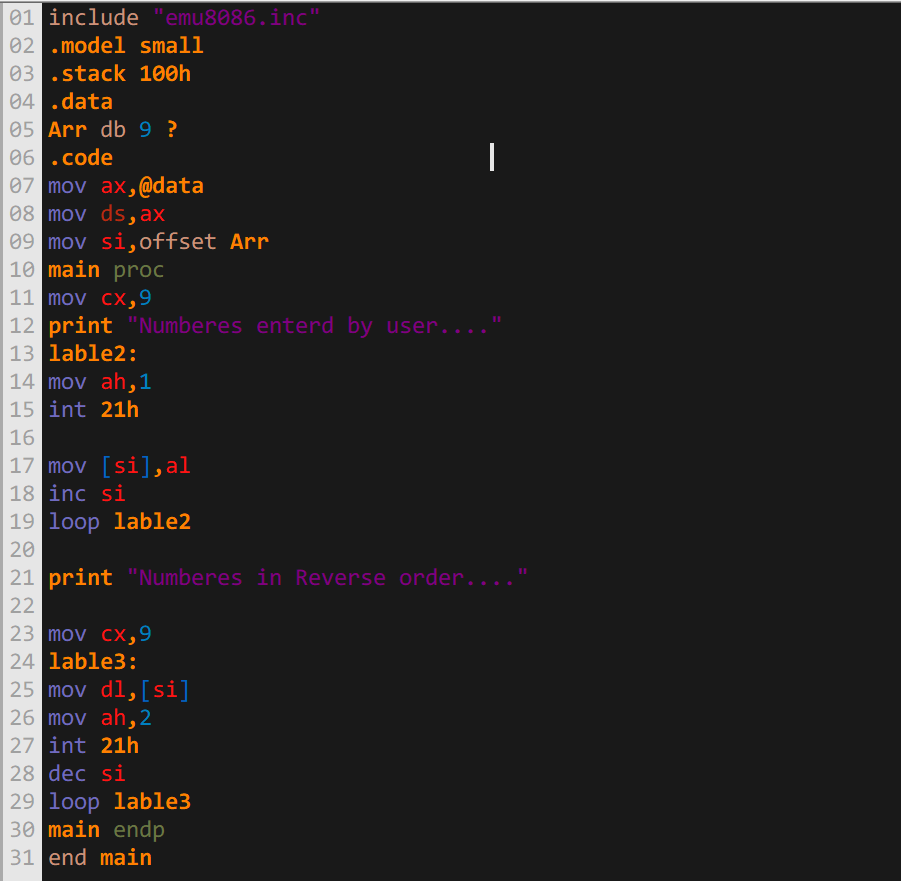 01 include "emu8086.inc"
02 .model small
03 .stack 100h
04 .data
05 Arr db 9 ?
06 .code
07 mov ax,@data
08 mov ds,ax
09 mov si,offset Arr
10 main proc
11 mov cx,9
12 print "Numberes enterd by user...."
13 lable2:
14 mov ah,1
15 int 21h
16
17 mov [si],al
18 inc si
19 loop lable2
20
21 print "Numberes in Reverse order...."
22
23 mov cx,9
24 lable3:
25 mov dl,[si]
26 mov ah,2
27 int 21h
28 dec si
29 loop lable3
30 main endp
31 end main